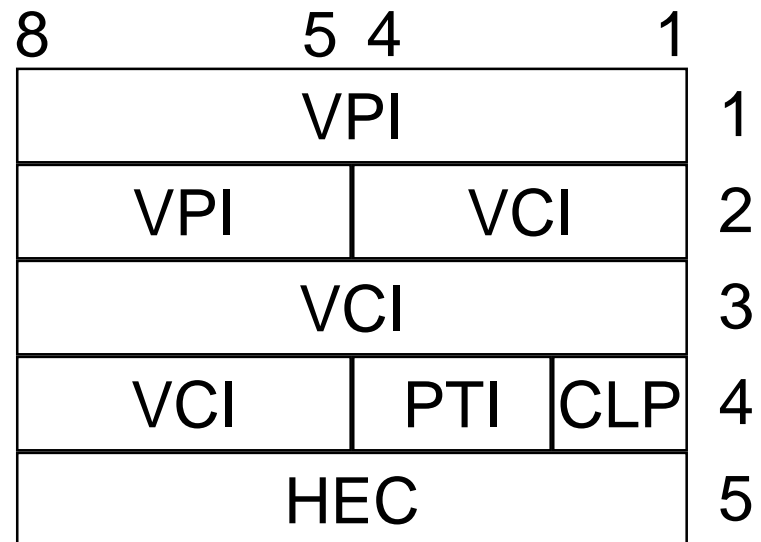 8 5 4 1
VPI 1
VPI VCI 2
VCI 3
VCI PTI CLP 4
HEC 5